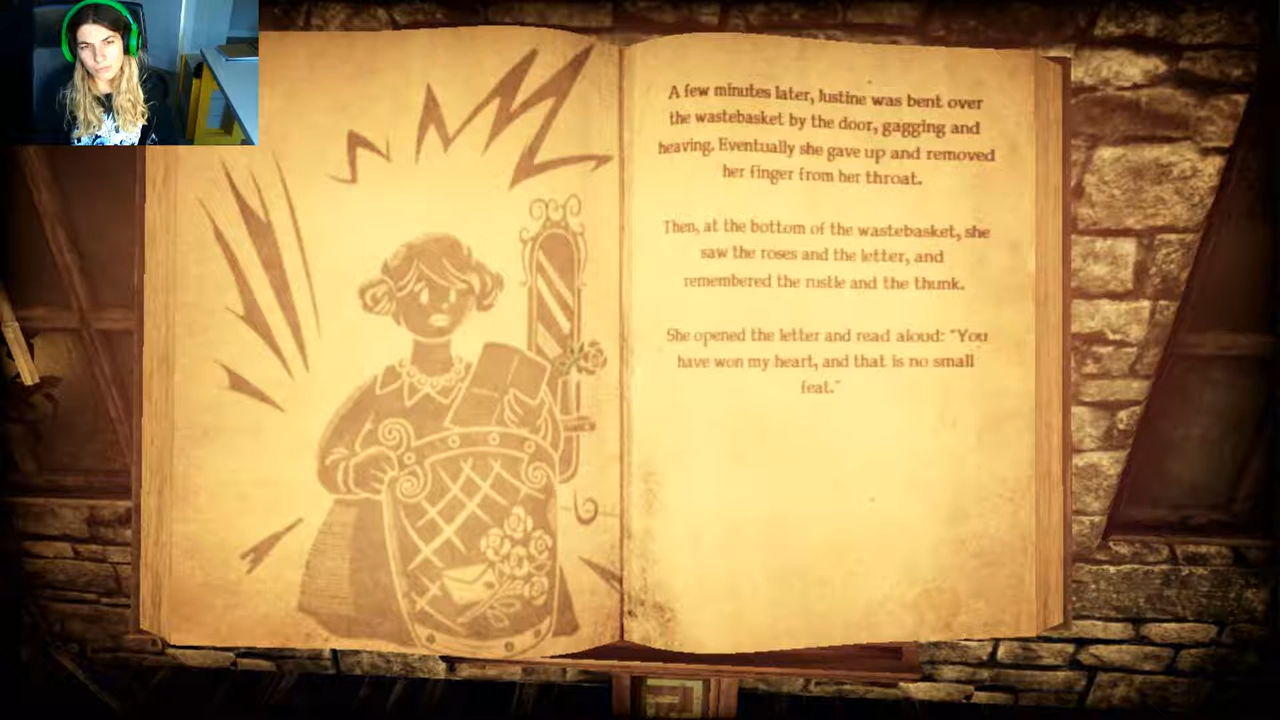 A few minutes later, Justine was bent over
the wastebasket by the door, gagging and
heaving. Eventually she gave up and removed
her finger from her throat.
Then, at the bottom of the wastebasket, she
saw the roses and the letter, and
remembered the rustle and the thunk.
She opened the letter and read aloud: "You
have won my heart, and that is no small
feat."